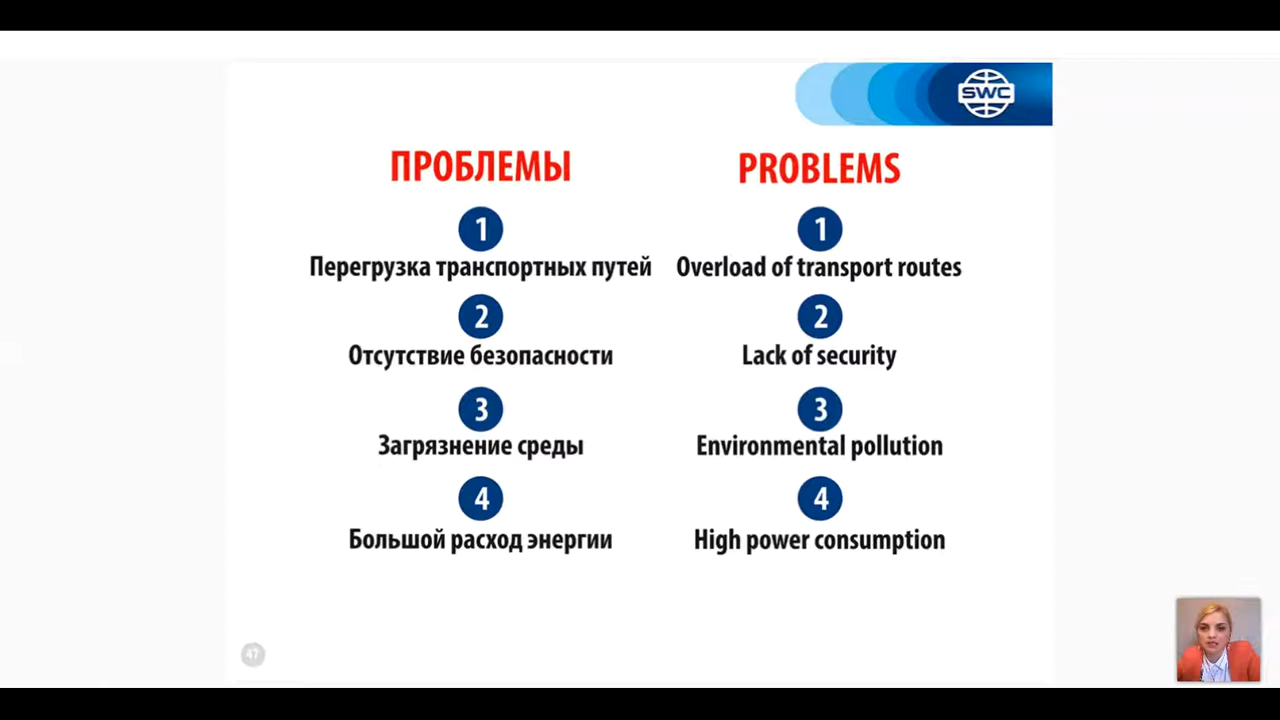 SWC
ПРОБЛЕМЫ
1
Перегрузка транспортных путей
2
Отсутствие безопасности
3
Загрязнение среды
4
Большой расход энергии
PROBLEMS
1
Overload of transport routes
2
Lack of security
3
Environmental pollution
4
High power consumption
47